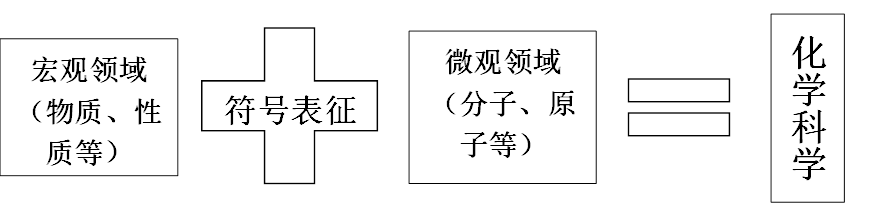 宏观领域
（物质、性
质等）
符号表征
微观领域
（分子、原
子等）
化
学
科
学